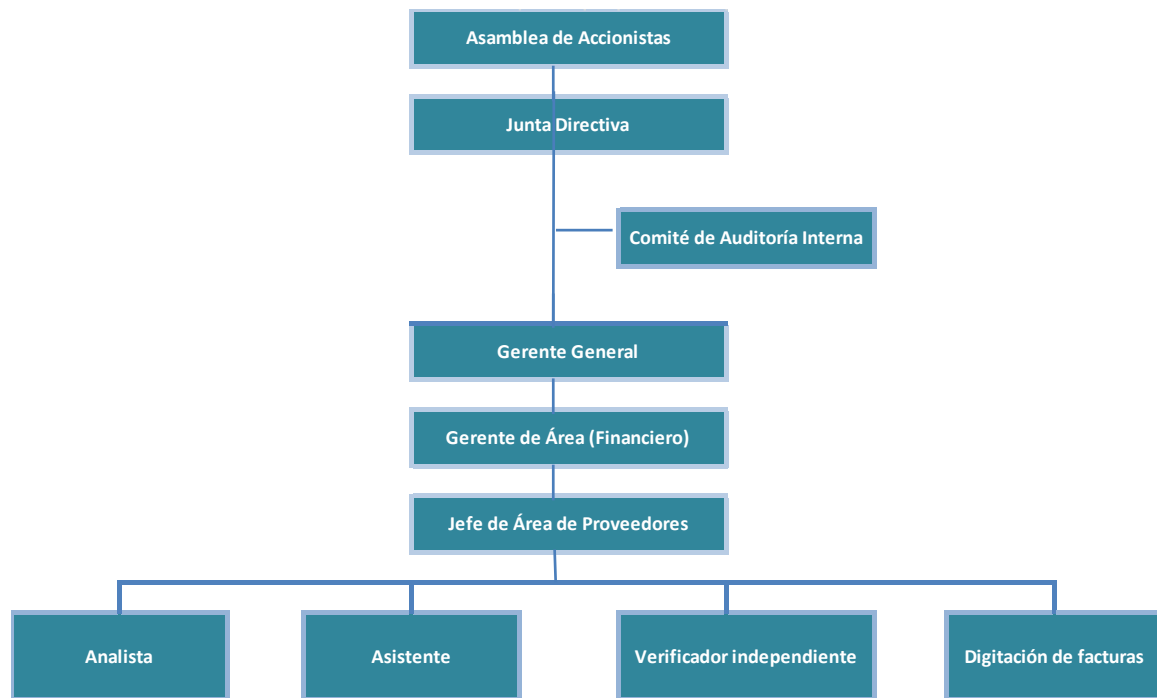 Asamblea de Accionistas
Junta Directiva
Comité de Auditoría Interna
Gerente General
Gerente de Área (Financiero)
Jefe de Área de Proveedores
Analista
Asistente
Verificador independiente
Digitación de facturas